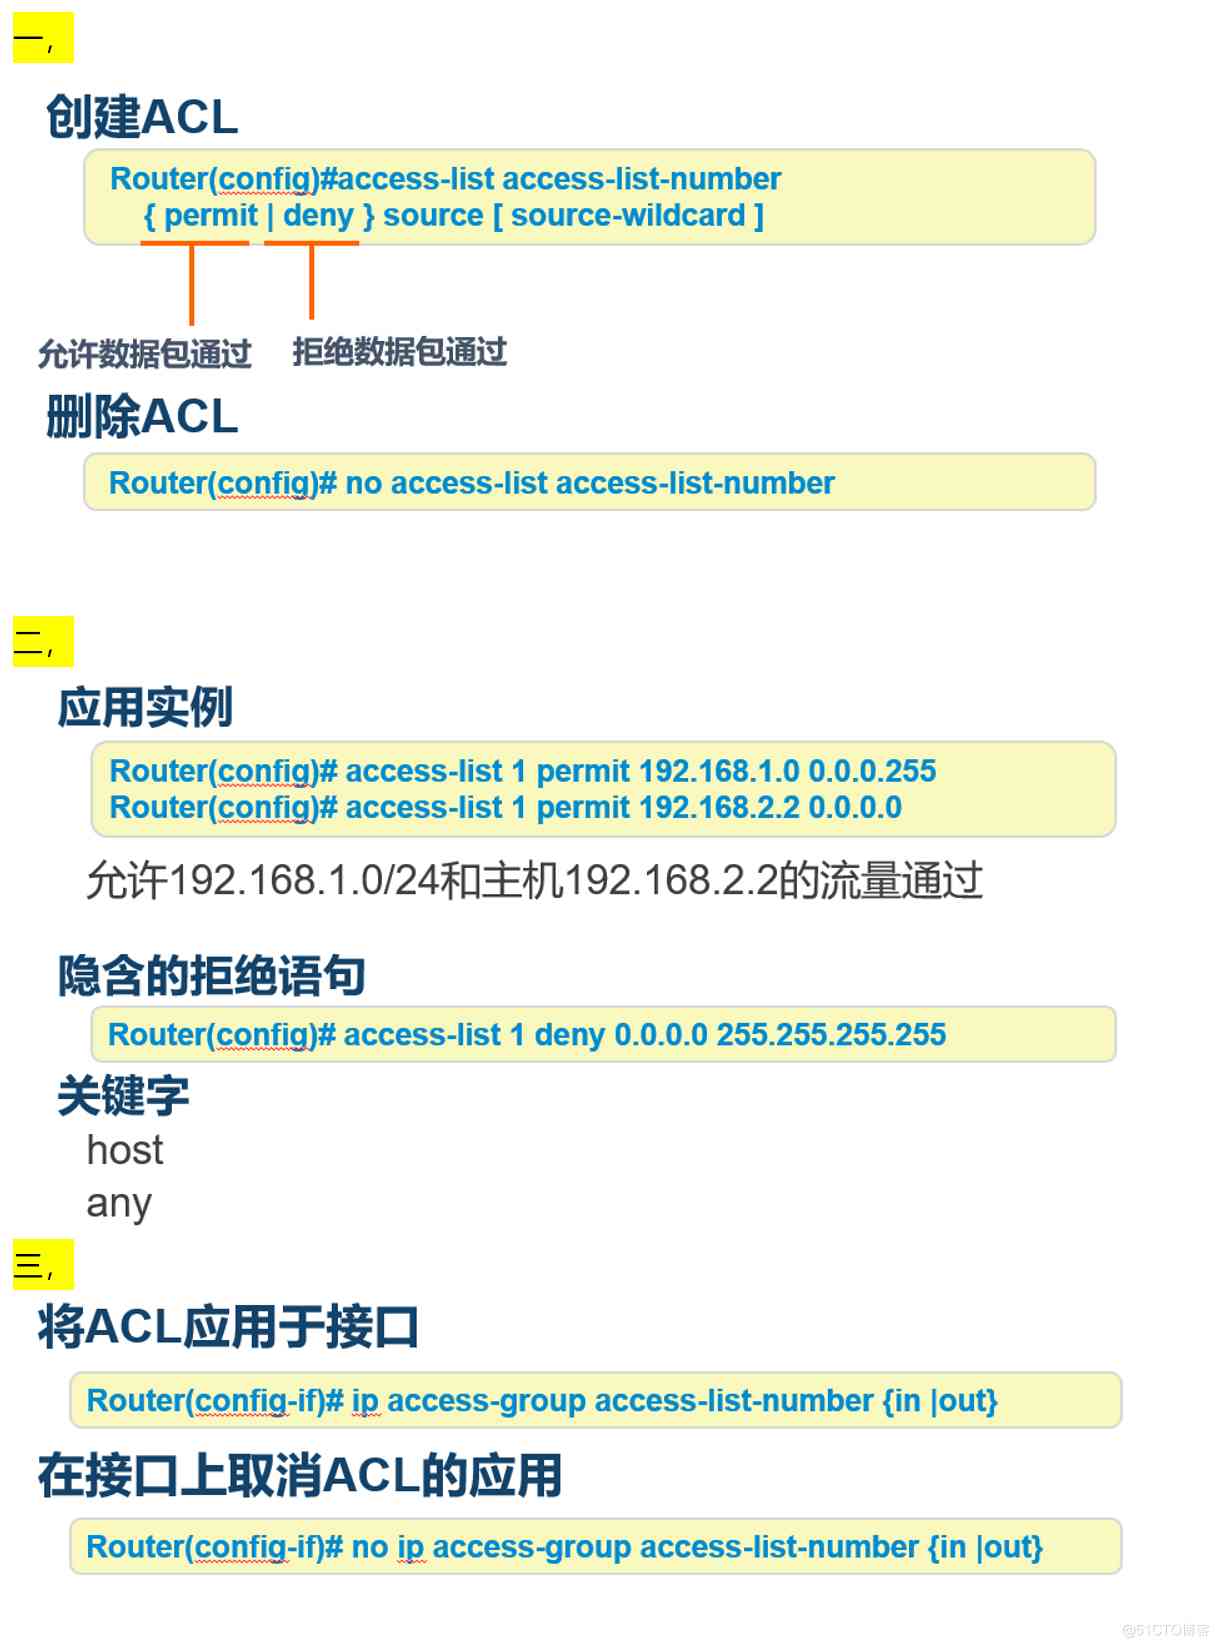 一，
创建ACL
Router(config)#access-list access-list-number
{ permit | deny } source [ source-wildcard ]
允许数据包通过 拒绝数据包通过
删除ACL
Router(config)# no access-list access-list-number
二，
应用实例
Router(config)# access-list 1 permit 192.168.1.0 0.0.0.255
Router(config)# access-list 1 permit 192.168.2.2 0.0.0.0
允许192.168.1.0/24和主机192.168.2.2的流量通过
隐含的拒绝语句
Router(config)# access-list 1 deny 0.0.0.0 255.255.255.255
关键字
host
any
三，
将ACL应用于接口
Router(config-if)# ip access-group access-list-number {in |out}
在接口上取消ACL的应用
Router(config-if)# no ip access-group access-list-number {in |out}
@51CTO博客